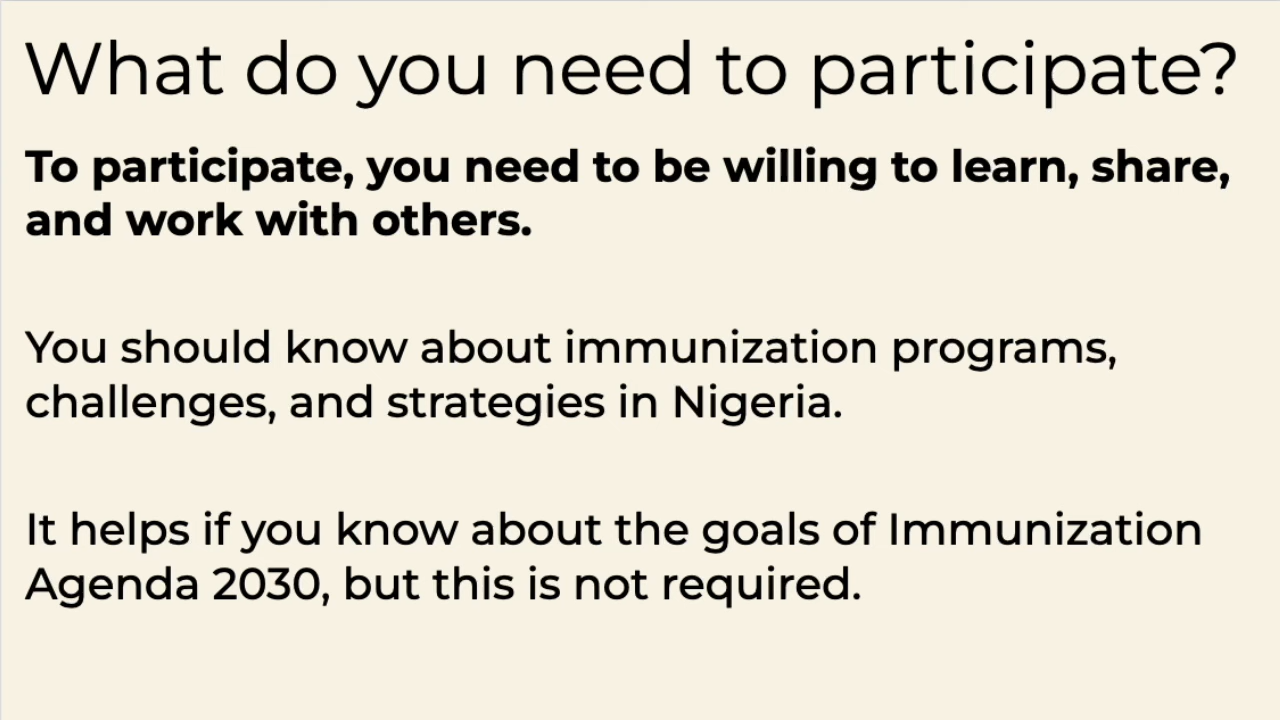 What do you need to participate?
To participate, you need to be willing to learn, share,
and work with others.
You should know about immunization programs,
challenges, and strategies in Nigeria.
It helps if you know about the goals of Immunization
Agenda 2030, but this is not required.